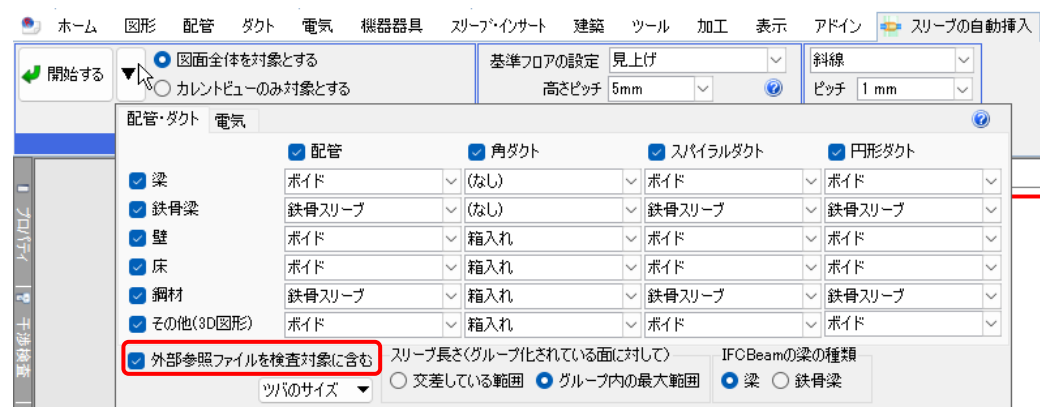 ホーム 図形 配管 ダクト 電気 機器器具 スリーブ・インサート 建築 ツール 加工 表示 アドイン スリーブの自動挿入
開始する ▼ 図面全体を対象とする 基準フロアの設定 見上げ 斜線
カレントビューのみ対象とする 高さピッチ 5mm ピッチ 1 mm
配管・ダクト 電気
配管 角ダクト スパイラルダクト 円形ダクト
梁 ボイド (なし) ボイド ボイド
鉄骨梁 鉄骨スリーブ (なし) 鉄骨スリーブ 鉄骨スリーブ
壁 ボイド 箱入れ ボイド ボイド
床 ボイド 箱入れ ボイド ボイド
鋼材 鉄骨スリーブ 箱入れ 鉄骨スリーブ 鉄骨スリーブ
その他(3D図形) ボイド 箱入れ ボイド ボイド
外部参照ファイルを検査対象に含む スリーブ長さ(グループ化されている面に対して) IFCBeamの梁の種類
ツバのサイズ ▼ 交差している範囲 グループ内の最大範囲 梁 鉄骨梁
プロパティ
干渉検査